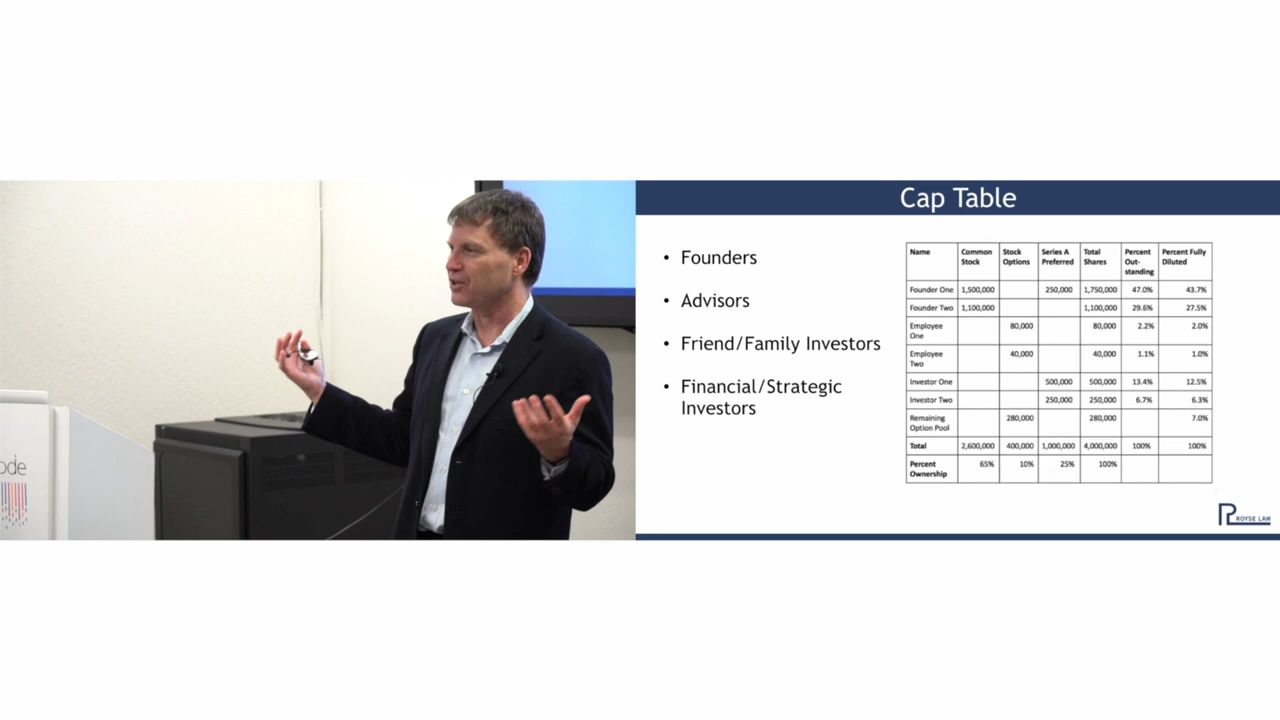 ode
Cap Table
• Founders
• Advisors
• Friend/Family Investors
• Financial/Strategic
Investors
Name Common Stock Stock Options Series A Preferred Total Shares Percent Out-standing Percent Fully Diluted
Founder One 1,500,000 250,000 1,750,000 47.0% 43.7%
Founder Two 1,100,000 1,100,000 29.6% 27.5%
Employee One 80,000 80,000 2.2% 2.0%
Employee Two 40,000 40,000 1.1% 1.0%
Investor One 500,000 500,000 13.4% 12.5%
Investor Two 250,000 250,000 6.7% 6.3%
Remaining Option Pool 280,000 280,000 7.0%
Total 2,600,000 400,000 1,000,000 4,000,000 100% 100%
Percent Ownership 65% 10% 25% 100%
ROYSE LAW